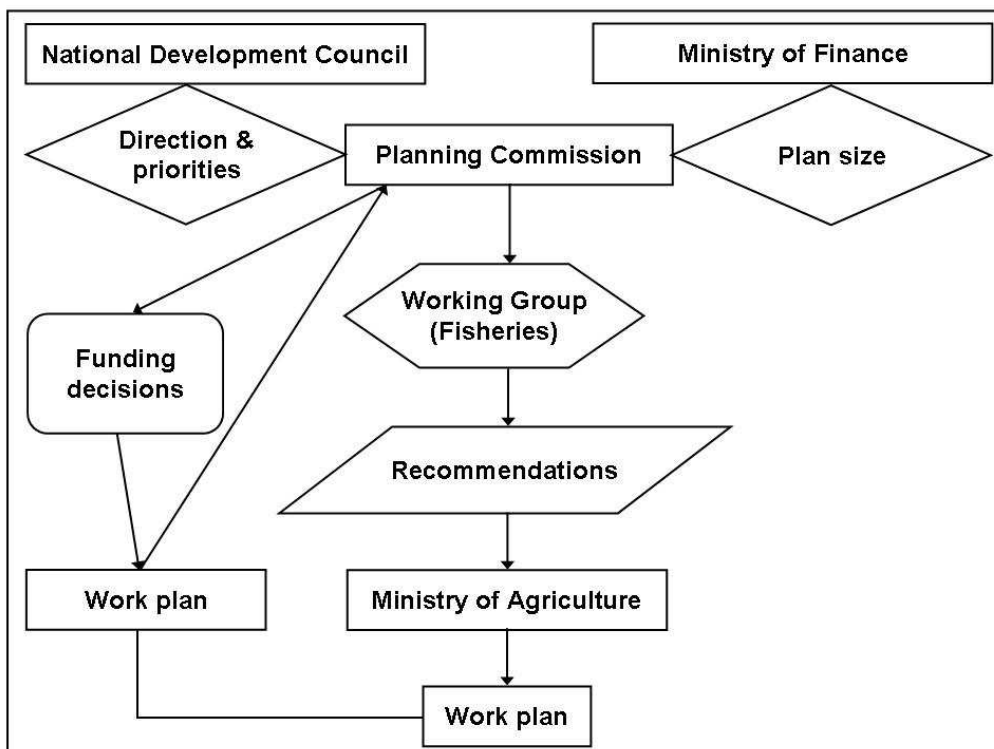 National Development Council
Ministry of Finance
Direction &
priorities
Planning Commission
Plan size
Working Group
(Fisheries)
Funding
decisions
Recommendations
Work plan
Ministry of Agriculture
Work plan